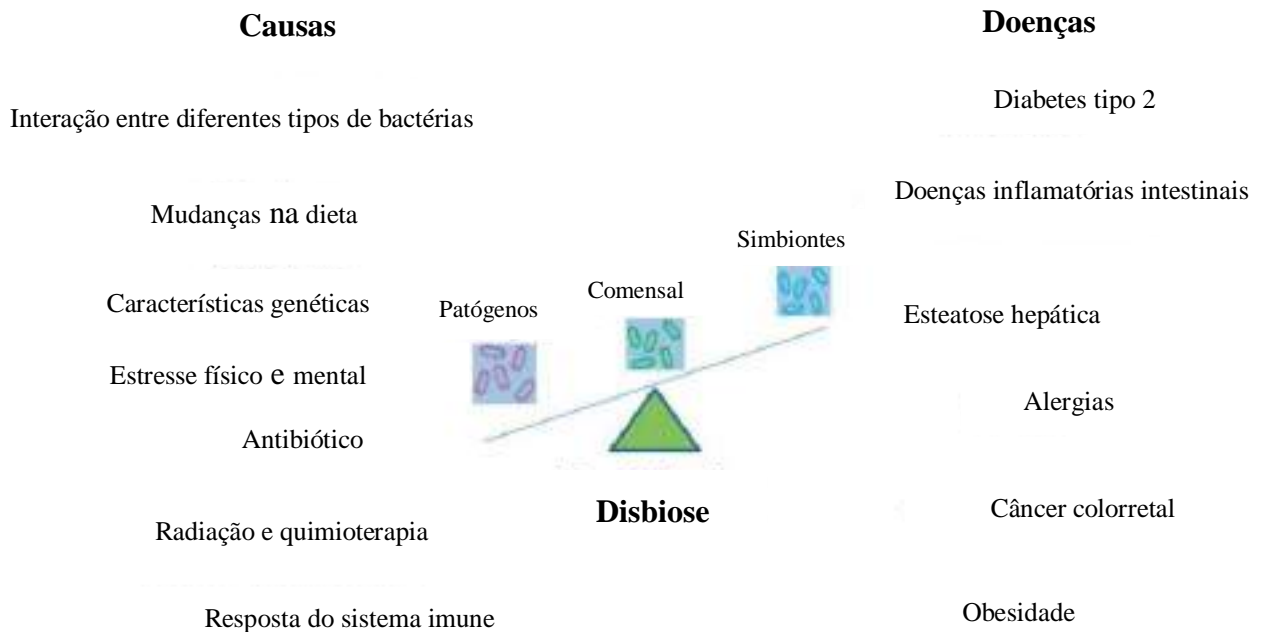 Causas
Interação entre diferentes tipos de bactérias
Mudanças na dieta
Características genéticas
Estresse físico e mental
Antibiótico
Radiação e quimioterapia
Resposta do sistema imune
Patógenos
Comensal
Simbiontes
Disbiose
Doenças
Diabetes tipo 2
Doenças inflamatórias intestinais
Esteatose hepática
Alergias
Câncer colorretal
Obesidade